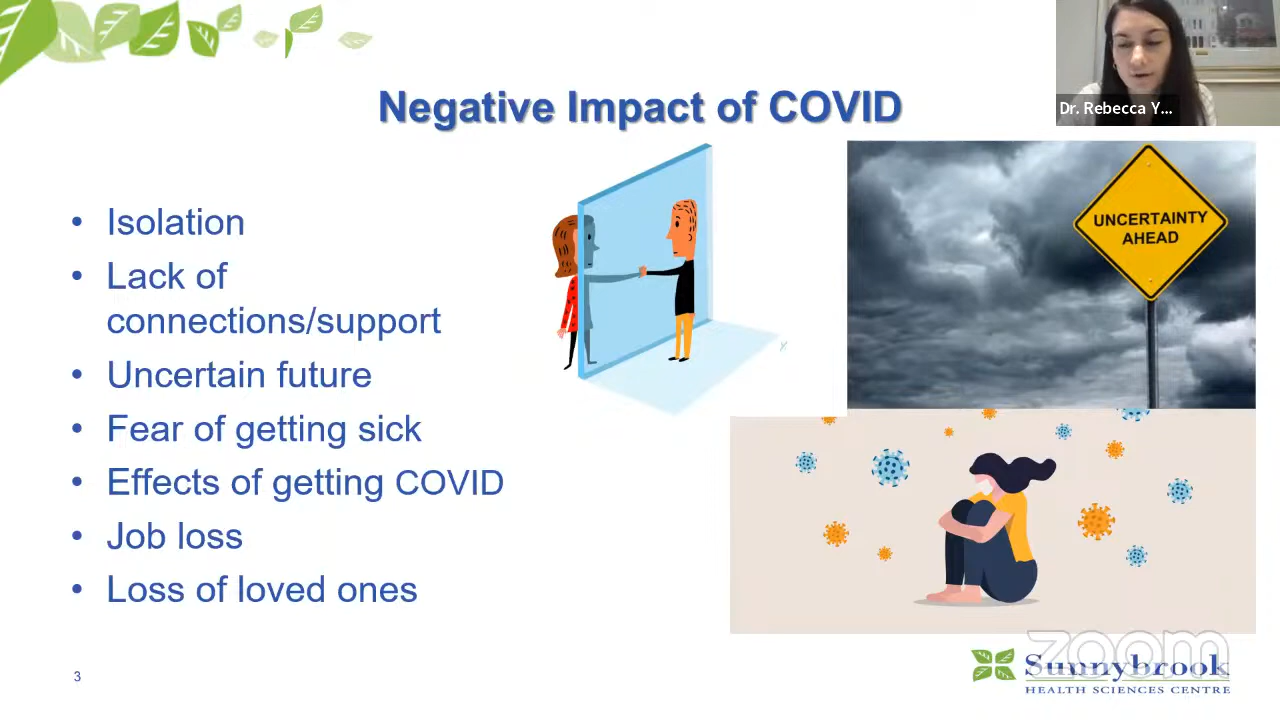 Negative Impact of COVID
Dr. Rebecca Y...
• Isolation
• Lack of
connections/support
• Uncertain future
• Fear of getting sick
• Effects of getting COVID
• Job loss
• Loss of loved ones
UNCERTAINTY
AHEAD
3
zoom
Sunnybrook
HEALTH SCIENCES CENTRE